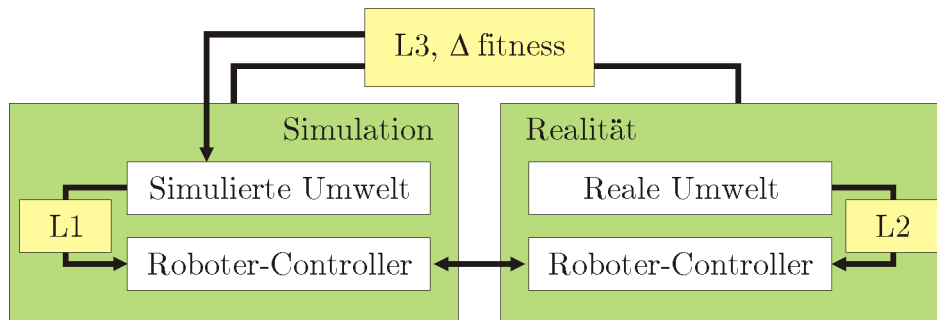 L3, Δ fitness
Simulation
Realität
Simulierte Umwelt
Reale Umwelt
L1
L2
Roboter-Controller
Roboter-Controller